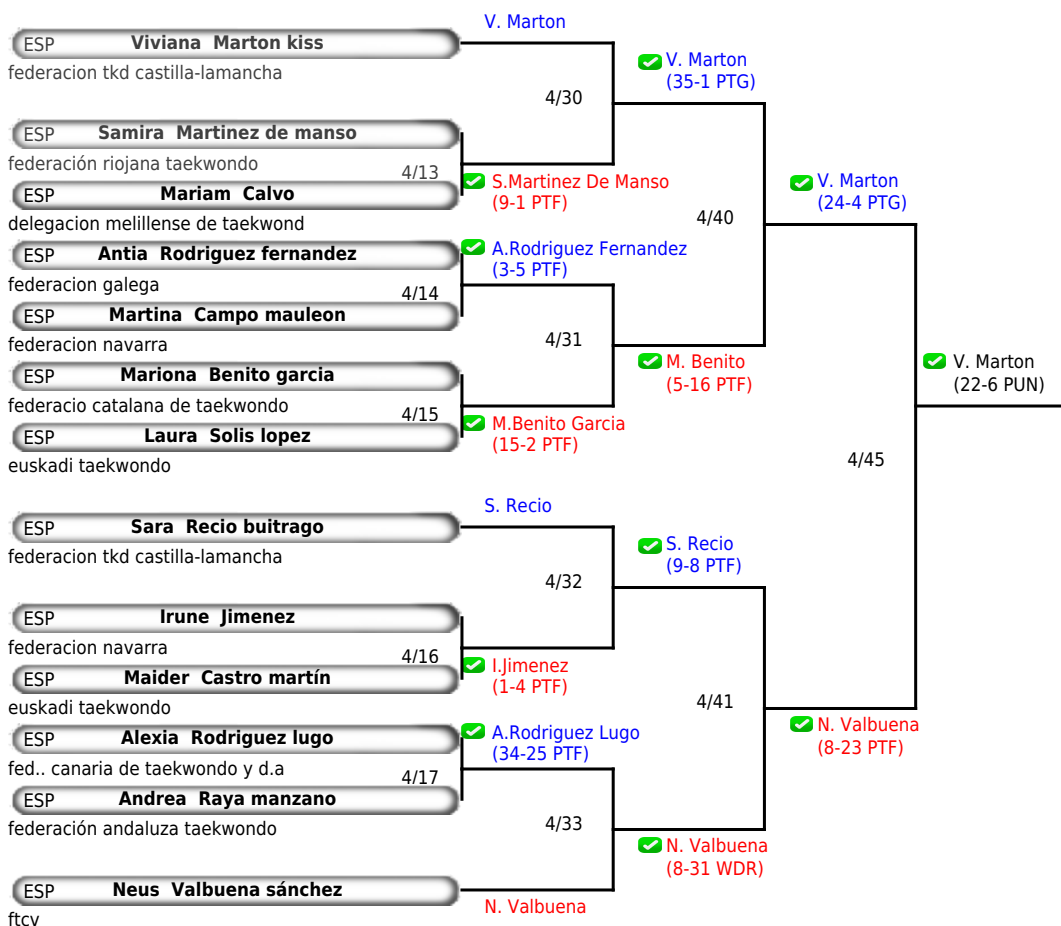 V. Marton
ESP Viviana Marton kiss
federacion tkd castilla-lamancha
V. Marton
(35-1 PTG)
4/30
ESP Samira Martinez de manso
federación riojana taekwondo
4/13
ESP Mariam Calvo
delegacion melillense de taekwond
S.Martinez De Manso
(9-1 PTF)
V. Marton
(24-4 PTG)
4/40
ESP Antia Rodriguez fernandez
federacion galega
A.Rodriguez Fernandez
(3-5 PTF)
4/14
ESP Martina Campo mauleon
federacion navarra
4/31
M. Benito
(5-16 PTF)
V. Marton
(22-6 PUN)
ESP Mariona Benito garcia
federacio catalana de taekwondo
4/15
ESP Laura Solis lopez
euskadi taekwondo
M.Benito Garcia
(15-2 PTF)
4/45
S. Recio
ESP Sara Recio buitrago
federacion tkd castilla-lamancha
S. Recio
(9-8 PTF)
4/32
ESP Irune Jimenez
federacion navarra
4/16
ESP Maider Castro martín
euskadi taekwondo
I.Jimenez
(1-4 PTF)
4/41
N. Valbuena
(8-23 PTF)
ESP Alexia Rodriguez lugo
fed.. canaria de taekwondo y d.a
A.Rodriguez Lugo
(34-25 PTF)
4/17
ESP Andrea Raya manzano
federación andaluza taekwondo
4/33
N. Valbuena
(8-31 WDR)
ESP Neus Valbuena sánchez
ftcv
N. Valbuena